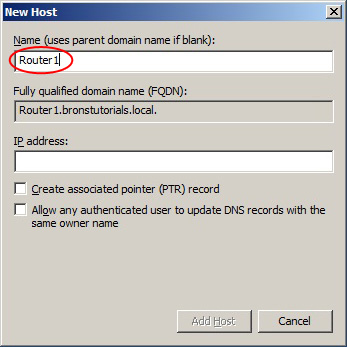 New Host
Name (uses parent domain name if blank):
Router1
Fully qualified domain name (FQDN):
Router1.bronstutorials.local.
IP address:
Create associated pointer (PTR) record
Allow any authenticated user to update DNS records with the
same owner name
Add Host
Cancel